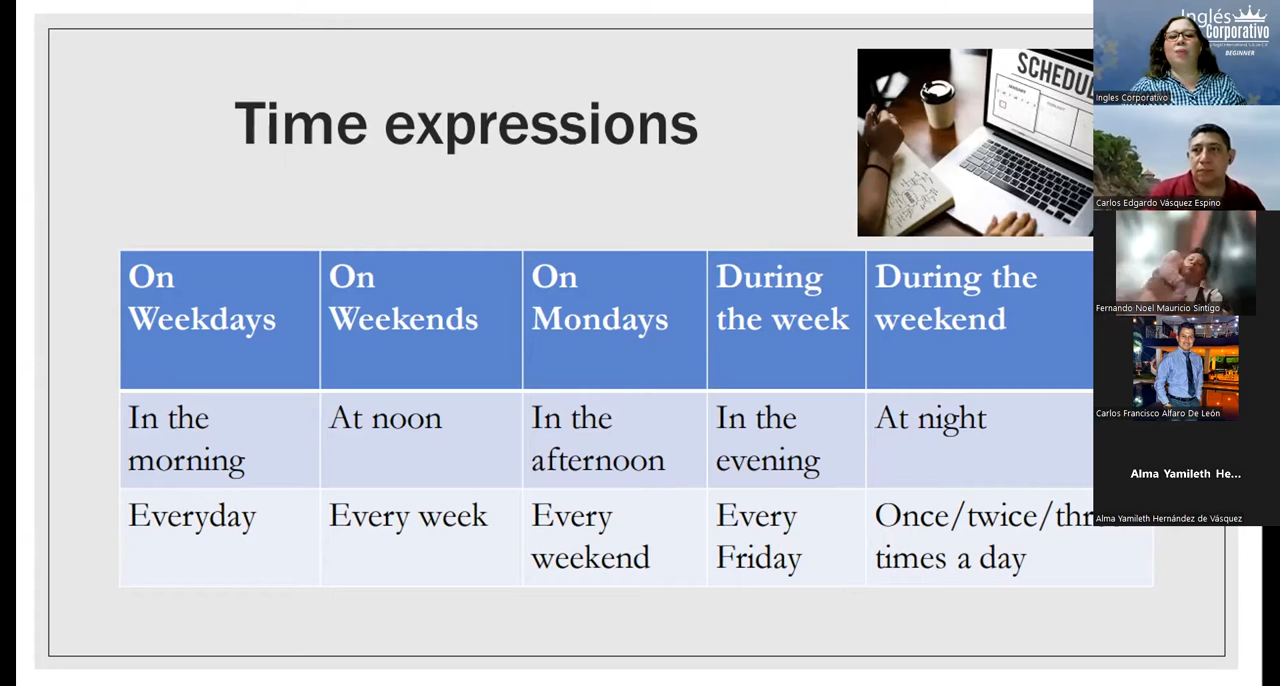 Time expressions
SCHEDUL
Inglés
Corporativo
BEGINNER
Ingles Corporativo
Carlos Edgardo Vásquez Espino
Fernando Noel Mauricio Sintigo
Carlos Francisco Alfaro De León
Alma Yamileth He...
Alma Yamileth Hernández de Vásquez
On
Weekdays
On
Weekends
On
Mondays
During
the week
During the
weekend
In the
morning
At noon
In the
afternoon
In the
evening
At night
Everyday
Every week
Every
weekend
Every
Friday
Once/twice/thr
times a day